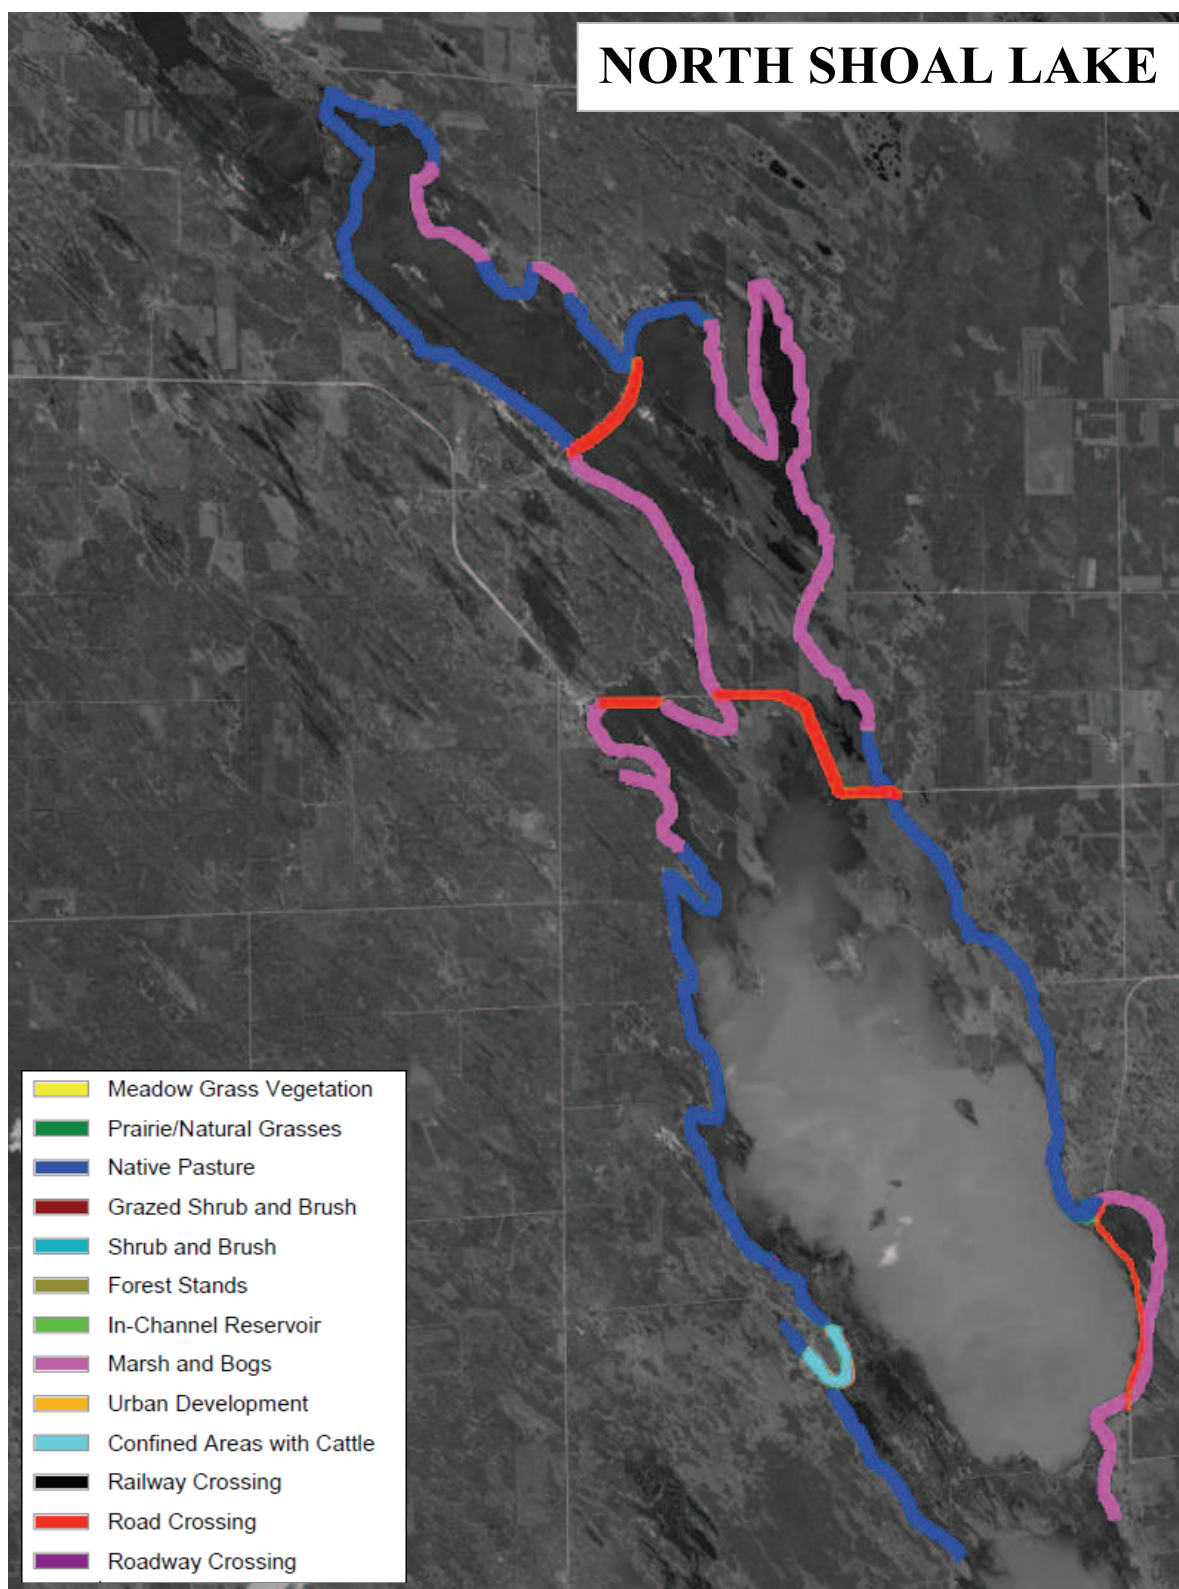 NORTH SHOAL LAKE
Meadow Grass Vegetation
Prairie/Natural Grasses
Native Pasture
Grazed Shrub and Brush
Shrub and Brush
Forest Stands
In-Channel Reservoir
Marsh and Bogs
Urban Development
Confined Areas with Cattle
Railway Crossing
Road Crossing
Roadway Crossing